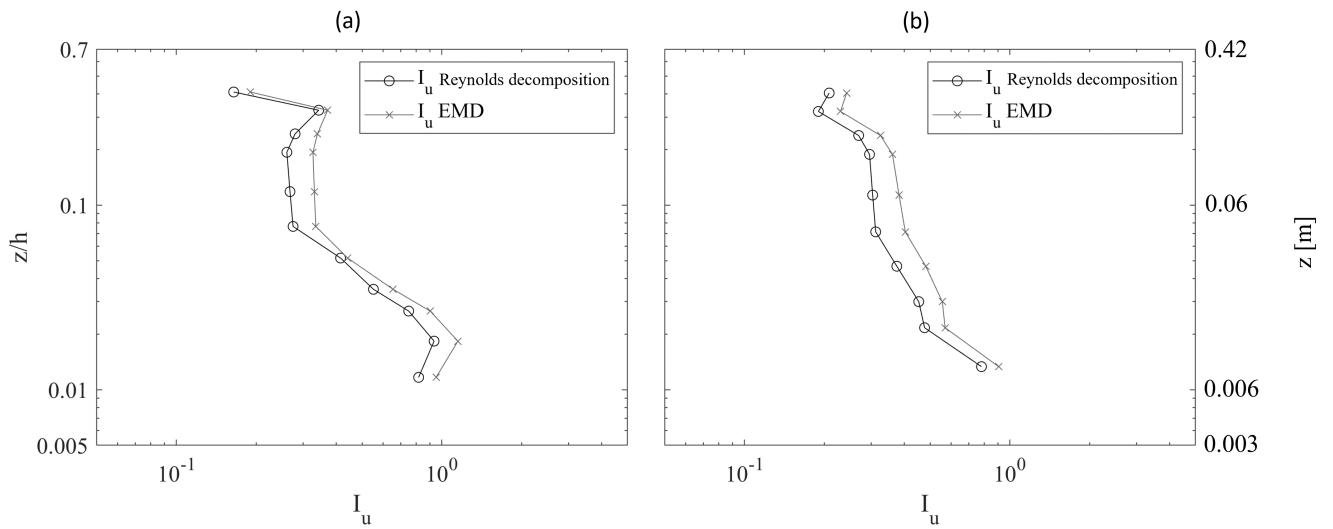 (a)
0.7
0.1
0.01
0.005
z/h
10^-1
10^0
I_u
I_u Reynolds decomposition
I_u EMD
(b)
I_u Reynolds decomposition
I_u EMD
10^-1
10^0
I_u
0.42
0.06
0.006
0.003
z [m]